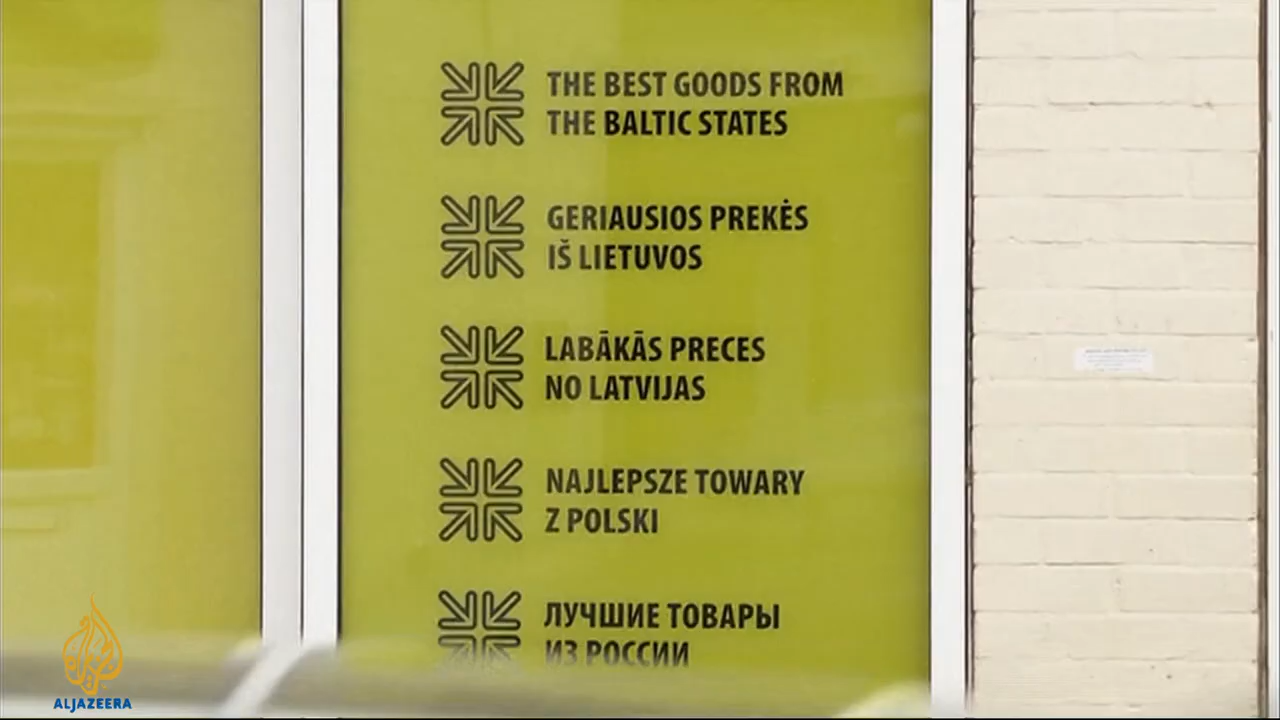 THE BEST GOODS FROM
THE BALTIC STATES
GERIAUSIOS PREKĖS
IŠ LIETUVOS
LABĀKĀS PRECES
NO LATVIJAS
NAJLEPSZE TOWARY
Z POLSKI
ЛУЧШИЕ ТОВАРЫ
ИЗ РОССИИ
ALJAZEERA